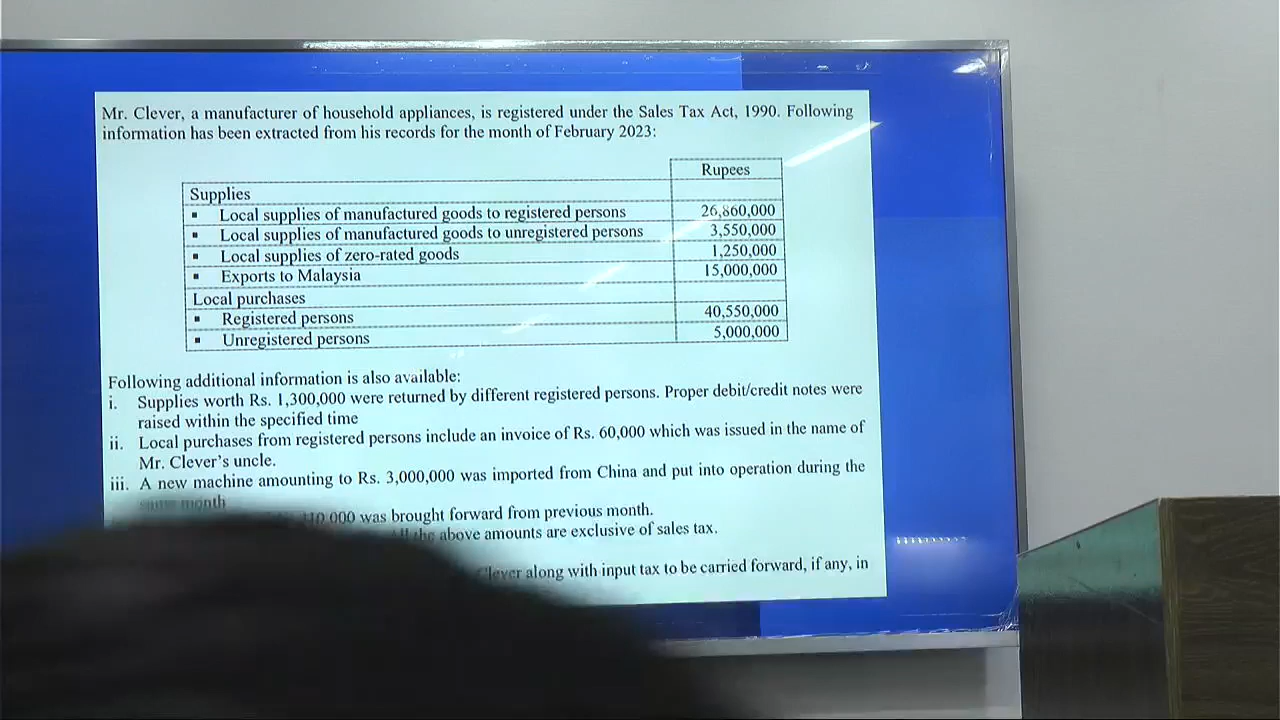 Mr. Clever, a manufacturer of household appliances, is registered under the Sales Tax Act, 1990. Following
information has been extracted from his records for the month of February 2023:
Rupees
Supplies
▪ Local supplies of manufactured goods to registered persons 26,860,000
▪ Local supplies of manufactured goods to unregistered persons 3,550,000
▪ Local supplies of zero-rated goods 1,250,000
▪ Exports to Malaysia 15,000,000
Local purchases
▪ Registered persons 40,550,000
▪ Unregistered persons 5,000,000
Following additional information is also available:
i. Supplies worth Rs. 1,300,000 were returned by different registered persons. Proper debit/credit notes were
raised within the specified time
ii. Local purchases from registered persons include an invoice of Rs. 60,000 which was issued in the name of
Mr. Clever's uncle.
iii. A new machine amounting to Rs. 3,000,000 was imported from China and put into operation during the
month
was brought forward from previous month.
the above amounts are exclusive of sales tax.
along with input tax to be carried forward, if any, in